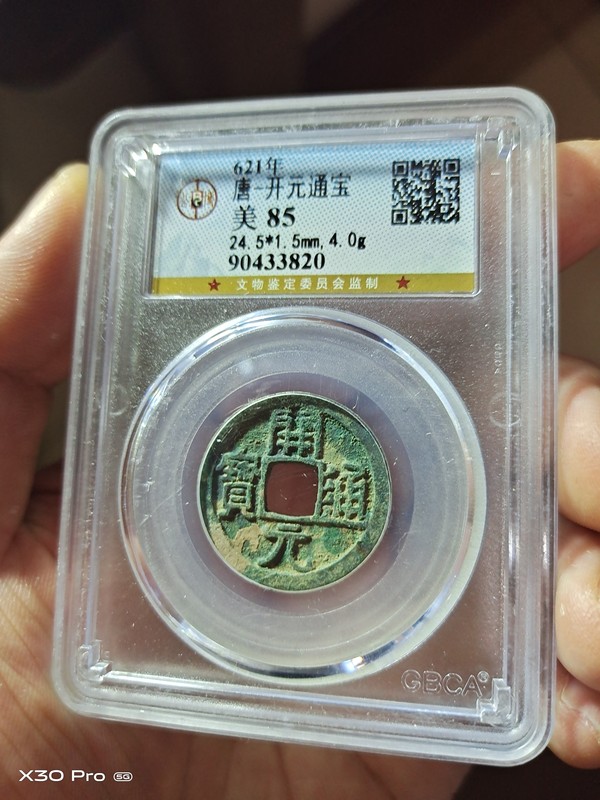 621年
唐-开元通宝
美 85
24.5*1.5mm,4.0g
90433820
★ 文物鉴定委员会监制 ★
開
寶 通
元
GBCA®
X30 Pro 5G